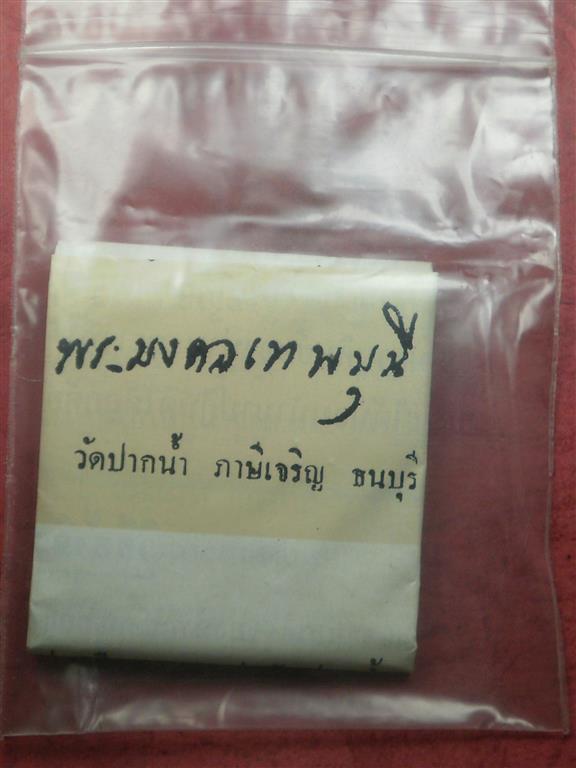 พระมงคลเทพมุนี
วัดปากน้ำ ภาษีเจริญ ธนบุรี